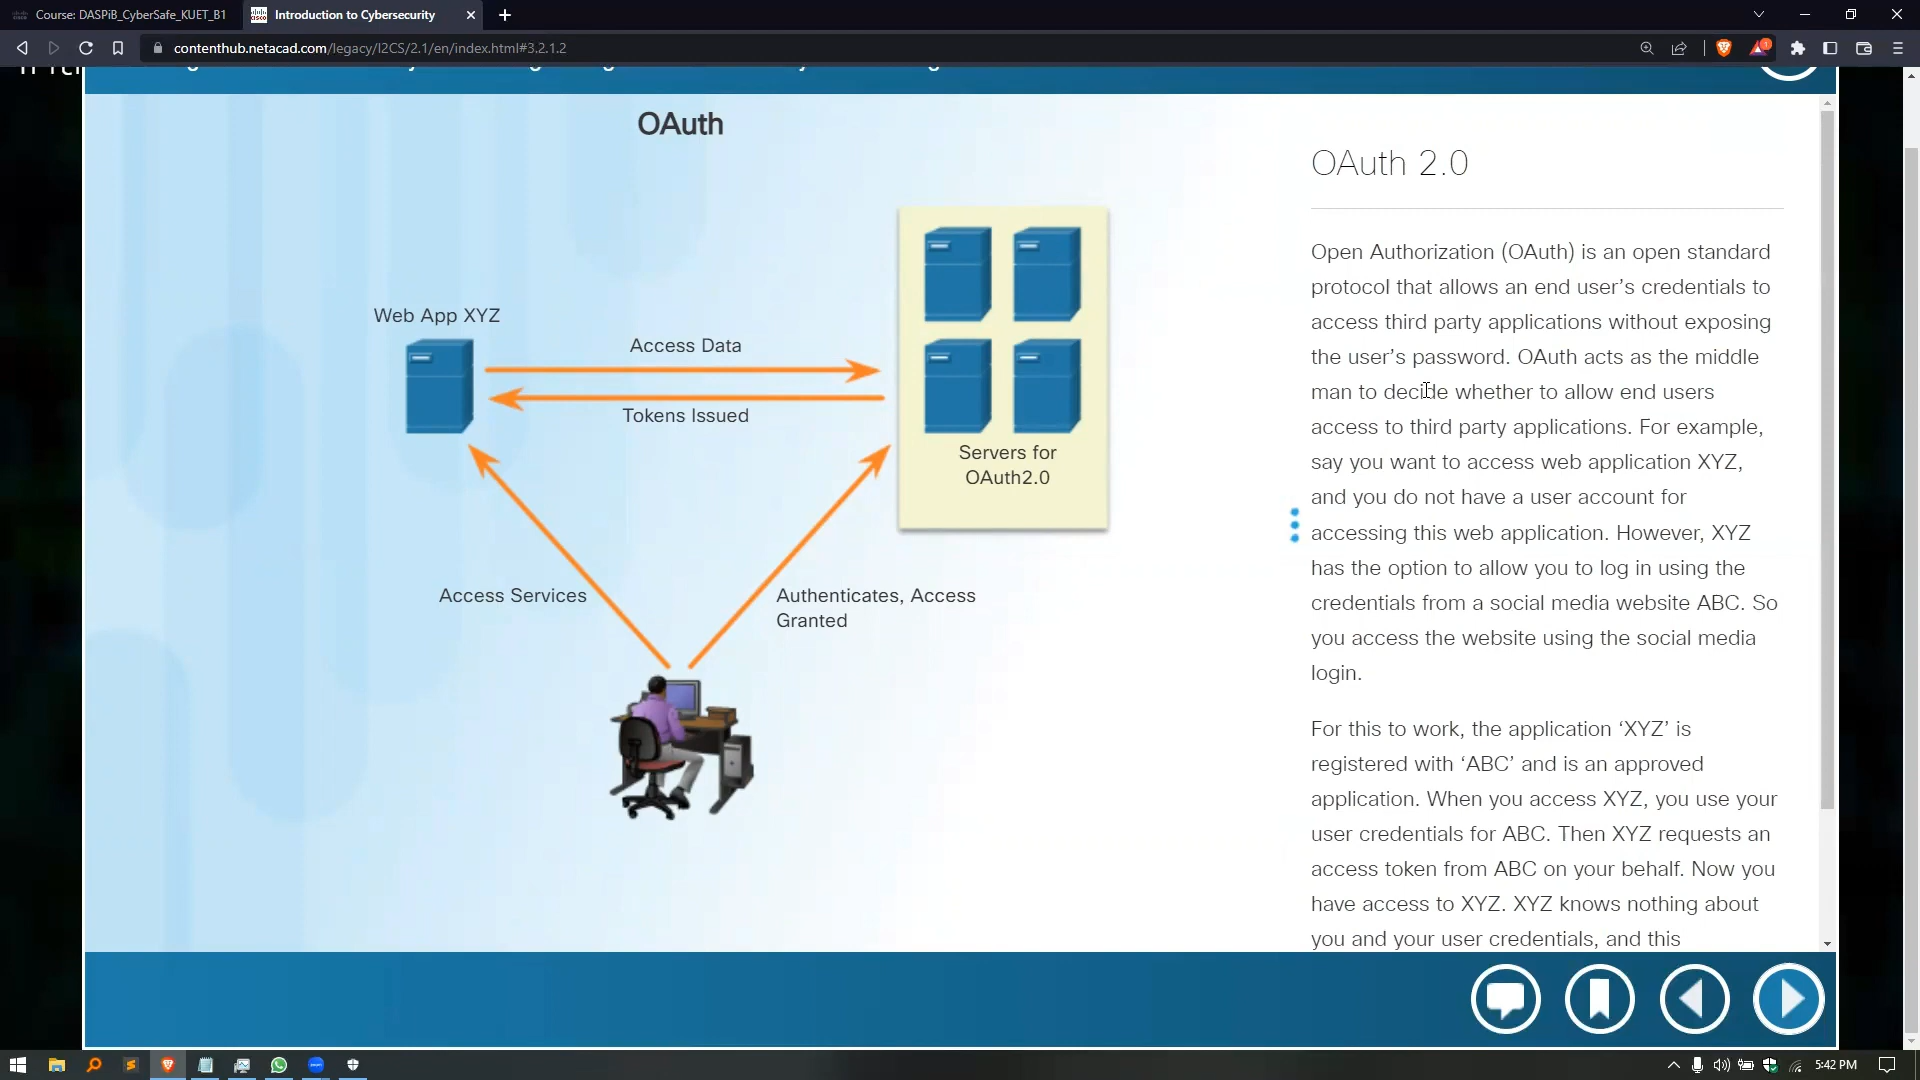 Course: DASPiB_CyberSafe_KUET_B1
Introduction to Cybersecurity
contenthub.netacad.com/legacy/I2CS/2.1/en/index.html#3.2.1.2
OAuth
Web App XYZ
Access Data
Tokens Issued
Servers for
OAuth2.0
Access Services
Authenticates, Access
Granted
OAuth 2.0
Open Authorization (OAuth) is an open standard
protocol that allows an end user’s credentials to
access third party applications without exposing
the user’s password. OAuth acts as the middle
man to decide whether to allow end users
access to third party applications. For example,
say you want to access web application XYZ,
and you do not have a user account for
accessing this web application. However, XYZ
has the option to allow you to log in using the
credentials from a social media website ABC. So
you access the website using the social media
login.
For this to work, the application ‘XYZ’ is
registered with ‘ABC’ and is an approved
application. When you access XYZ, you use your
user credentials for ABC. Then XYZ requests an
access token from ABC on your behalf. Now you
have access to XYZ. XYZ knows nothing about
you and your user credentials, and this
5:42 PM